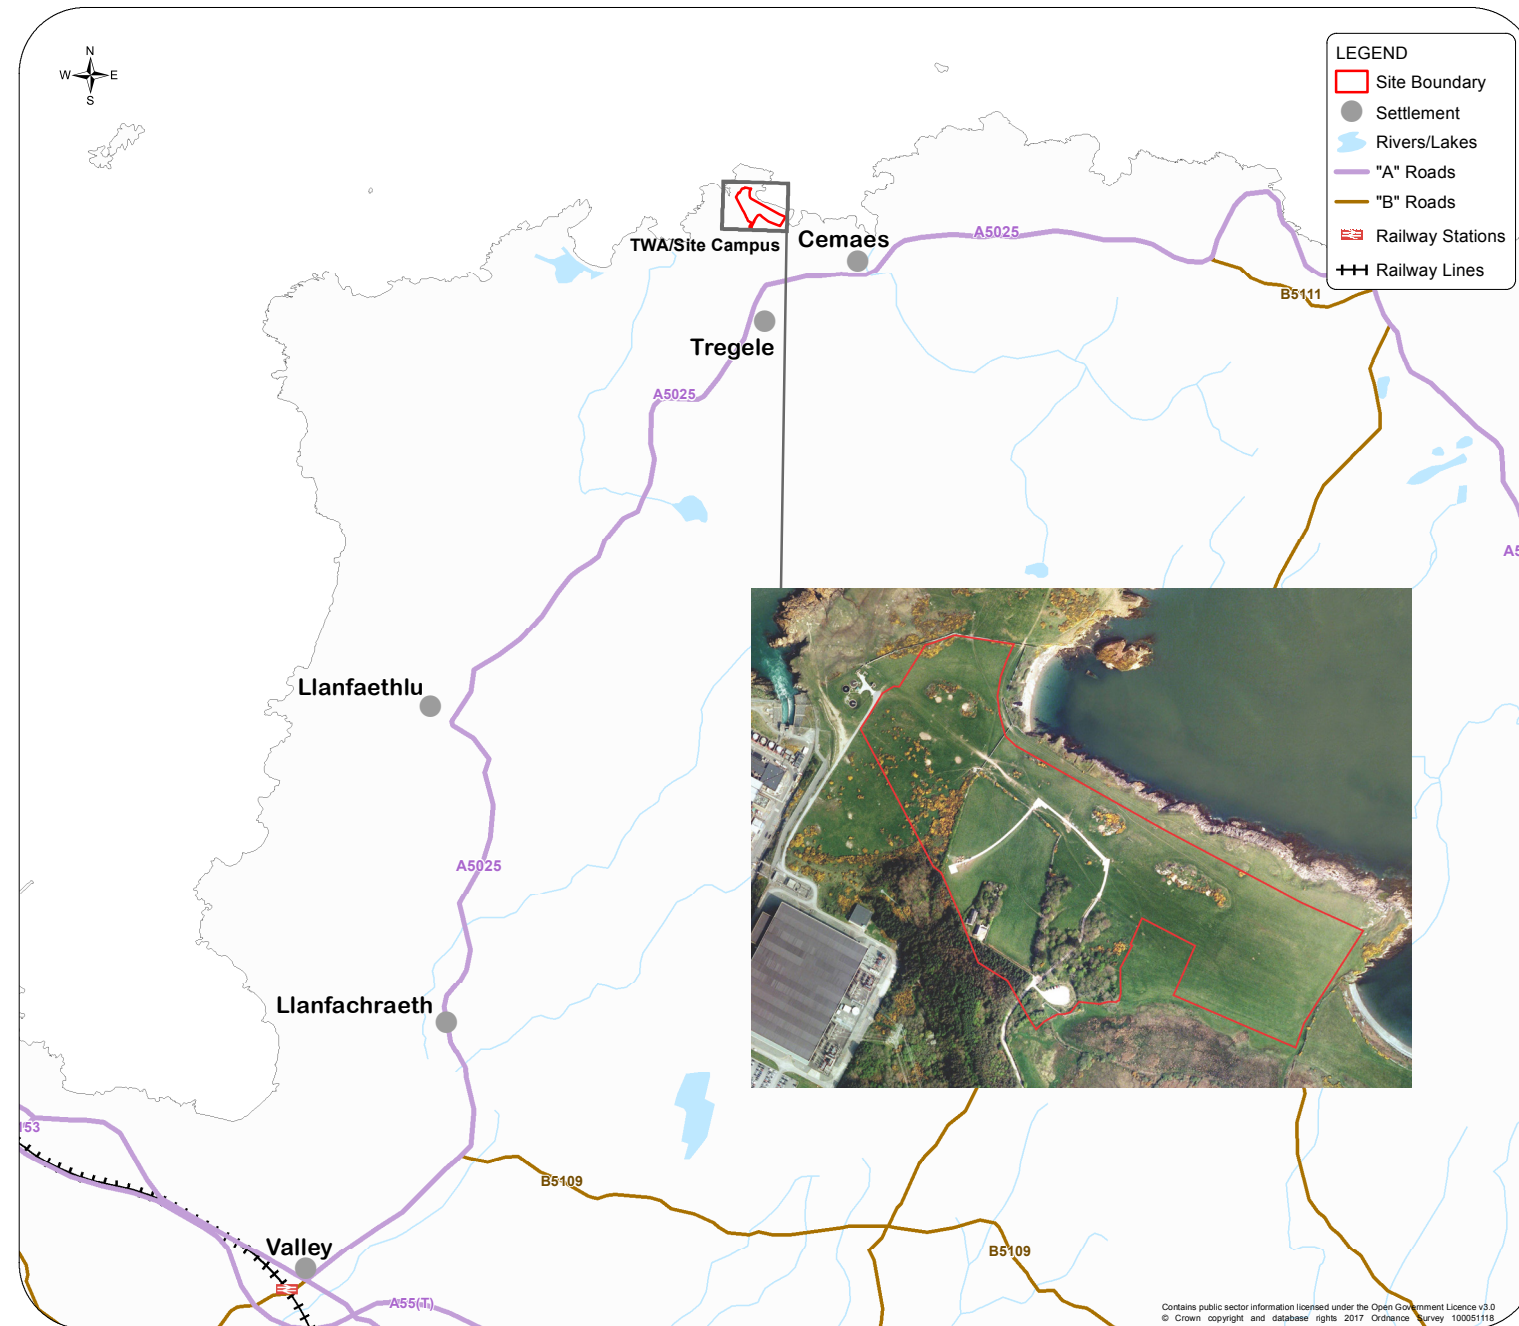 N
W E
S
LEGEND
Site Boundary
Settlement
Rivers/Lakes
"A" Roads
"B" Roads
Railway Stations
Railway Lines
TWA/Site Campus
Cemaes
A5025
B5111
Tregele
A5025
A5
Llanfaethlu
A5025
Llanfachraeth
53
B5109
B5109
Valley
A55(T)
Contains public sector information licensed under the Open Government Licence v3.0
© Crown copyright and database rights 2017 Ordnance Survey 100051118